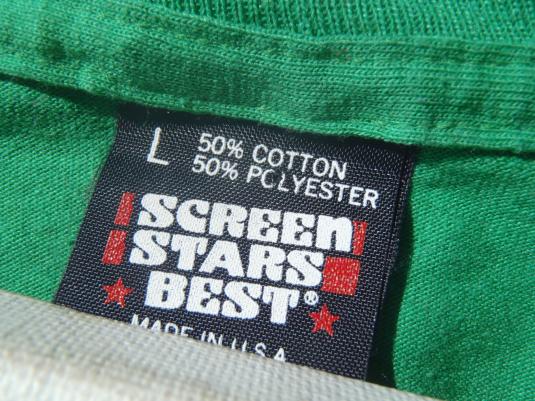 L 50% COTTON
50% POLYESTER
SCREEN
STARS
BEST®
MADE IN U.S.A